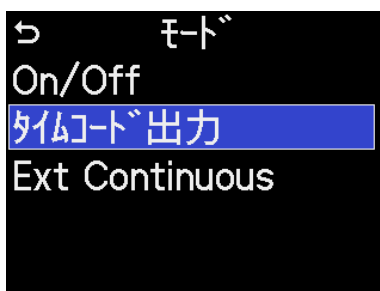 ⮌ ﾓｰﾄﾞ
On/Off
ﾀｲﾑｺｰﾄﾞ出力
Ext Continuous